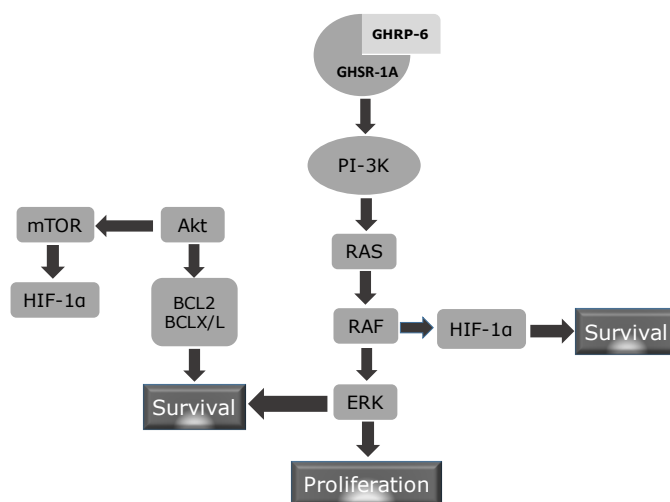 GHRP-6
GHSR-1A
PI-3K
mTOR
Akt
RAS
HIF-1α
BCL2
BCLX/L
RAF
HIF-1α
Survival
Survival
ERK
Proliferation